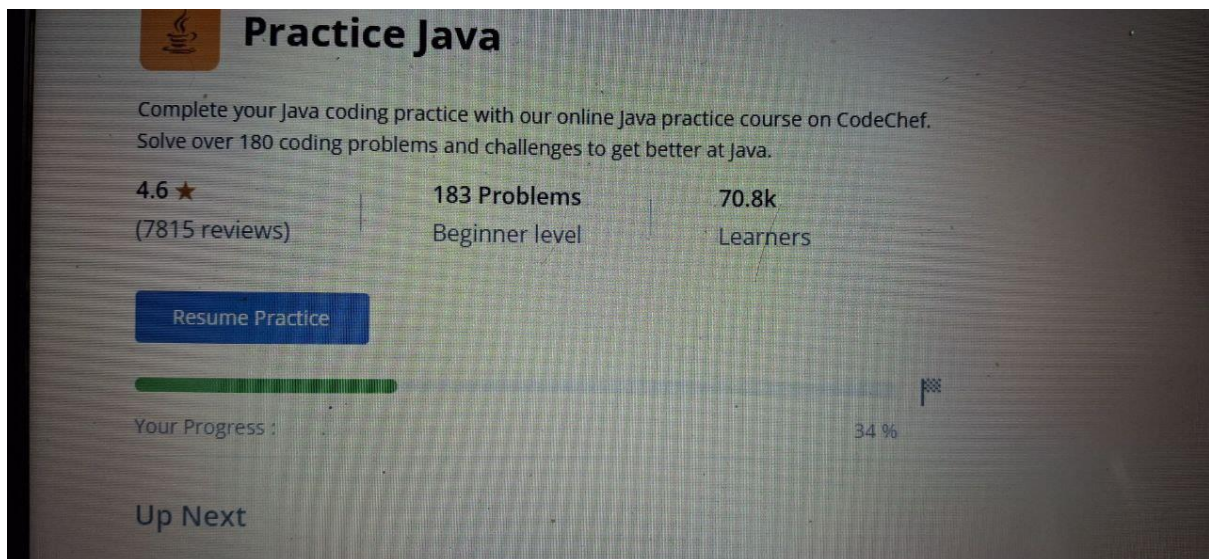 Practice Java
Complete your Java coding practice with our online Java practice course on CodeChef.
Solve over 180 coding problems and challenges to get better at Java.
4.6 ★ 183 Problems 70.8k
(7815 reviews) Beginner level Learners
Resume Practice
Your Progress : 34 %
Up Next